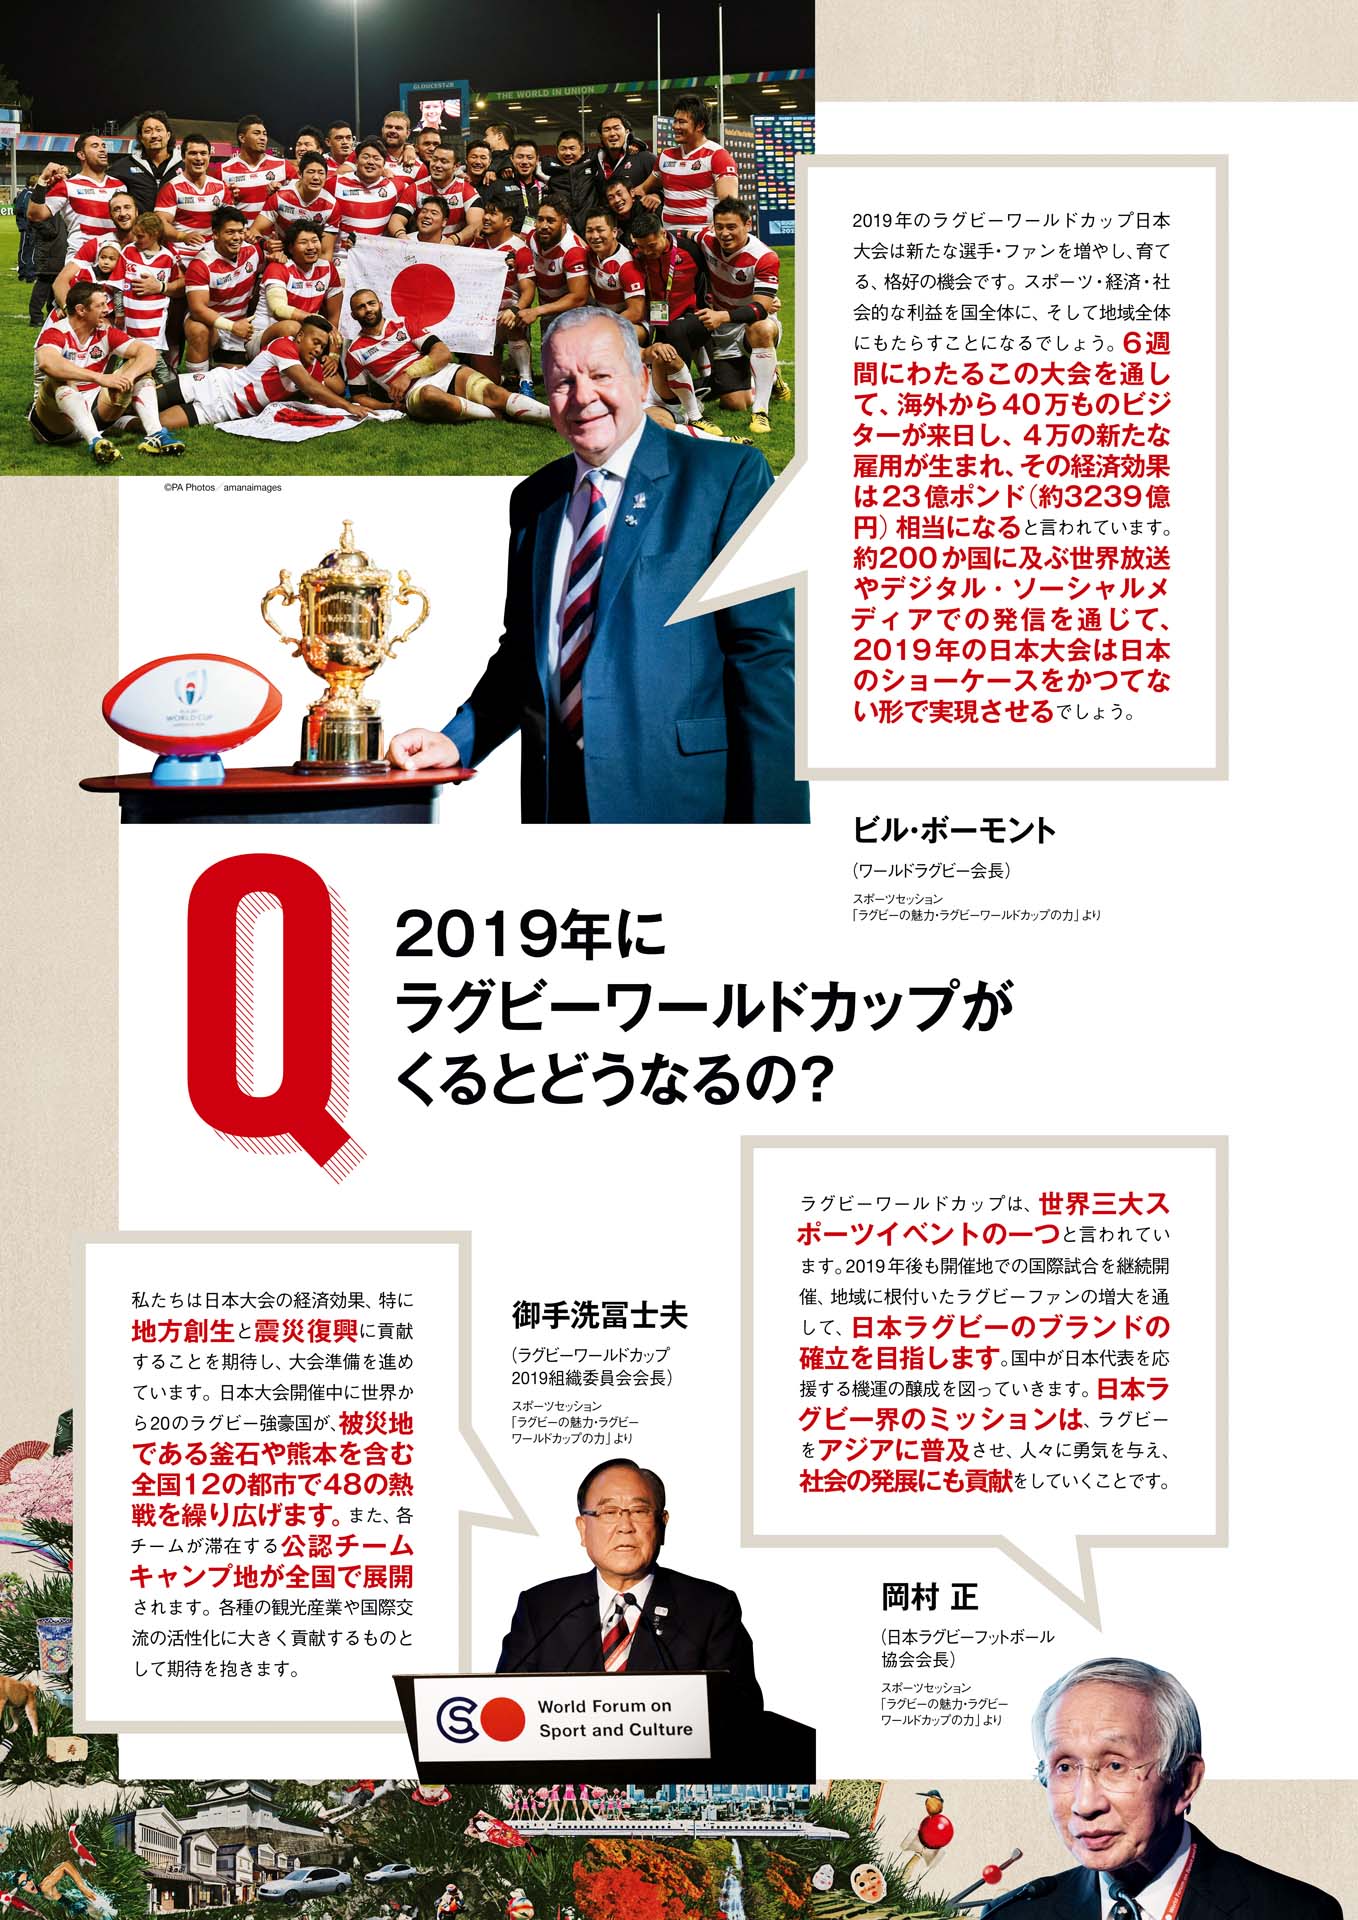 GLOUCESTER
THE WORLD IN UNION
©PA Photos／amanaimages
2019年のラグビーワールドカップ日本
大会は新たな選手・ファンを増やし、育て
る、格好の機会です。スポーツ・経済・社
会的な利益を国全体に、そして地域全体
にもたらすことになるでしょう。6週
間にわたるこの大会を通し
て、海外から40万ものビジ
ターが来日し、4万の新たな
雇用が生まれ、その経済効果
は23億ポンド（約3239億
円）相当になると言われています。
約200か国に及ぶ世界放送
やデジタル・ソーシャルメ
ディアでの発信を通じて、
2019年の日本大会は日本
のショーケースをかつてな
い形で実現させるでしょう。
WORLD CUP
ビル・ボーモント
（ワールドラグビー会長）
スポーツセッション
「ラグビーの魅力・ラグビーワールドカップの力」より
Q
2019年に
ラグビーワールドカップが
くるとどうなるの？
ラグビーワールドカップは、世界三大ス
ポーツイベントの一つと言われてい
ます。2019年後も開催地での国際試合を継続開
催、地域に根付いたラグビーファンの増大を通
して、日本ラグビーのブランドの
確立を目指します。国中が日本代表を応
援する機運の醸成を図っていきます。日本ラ
グビー界のミッションは、ラグビー
をアジアに普及させ、人々に勇気を与え、
社会の発展にも貢献をしていくことです。
岡村 正
（日本ラグビーフットボール
協会会長）
スポーツセッション
「ラグビーの魅力・ラグビー
ワールドカップの力」より
私たちは日本大会の経済効果、特に
地方創生と震災復興に貢献
することを期待し、大会準備を進め
ています。日本大会開催中に世界か
ら20のラグビー強豪国が、被災地
である釜石や熊本を含む
全国12の都市で48の熱
戦を繰り広げます。また、各
チームが滞在する公認チーム
キャンプ地が全国で展開
されます。各種の観光産業や国際交
流の活性化に大きく貢献するものと
して期待を抱きます。
御手洗冨士夫
（ラグビーワールドカップ
2019組織委員会会長）
スポーツセッション
「ラグビーの魅力・ラグビー
ワールドカップの力」より
World Forum on
Sport and Culture
寿